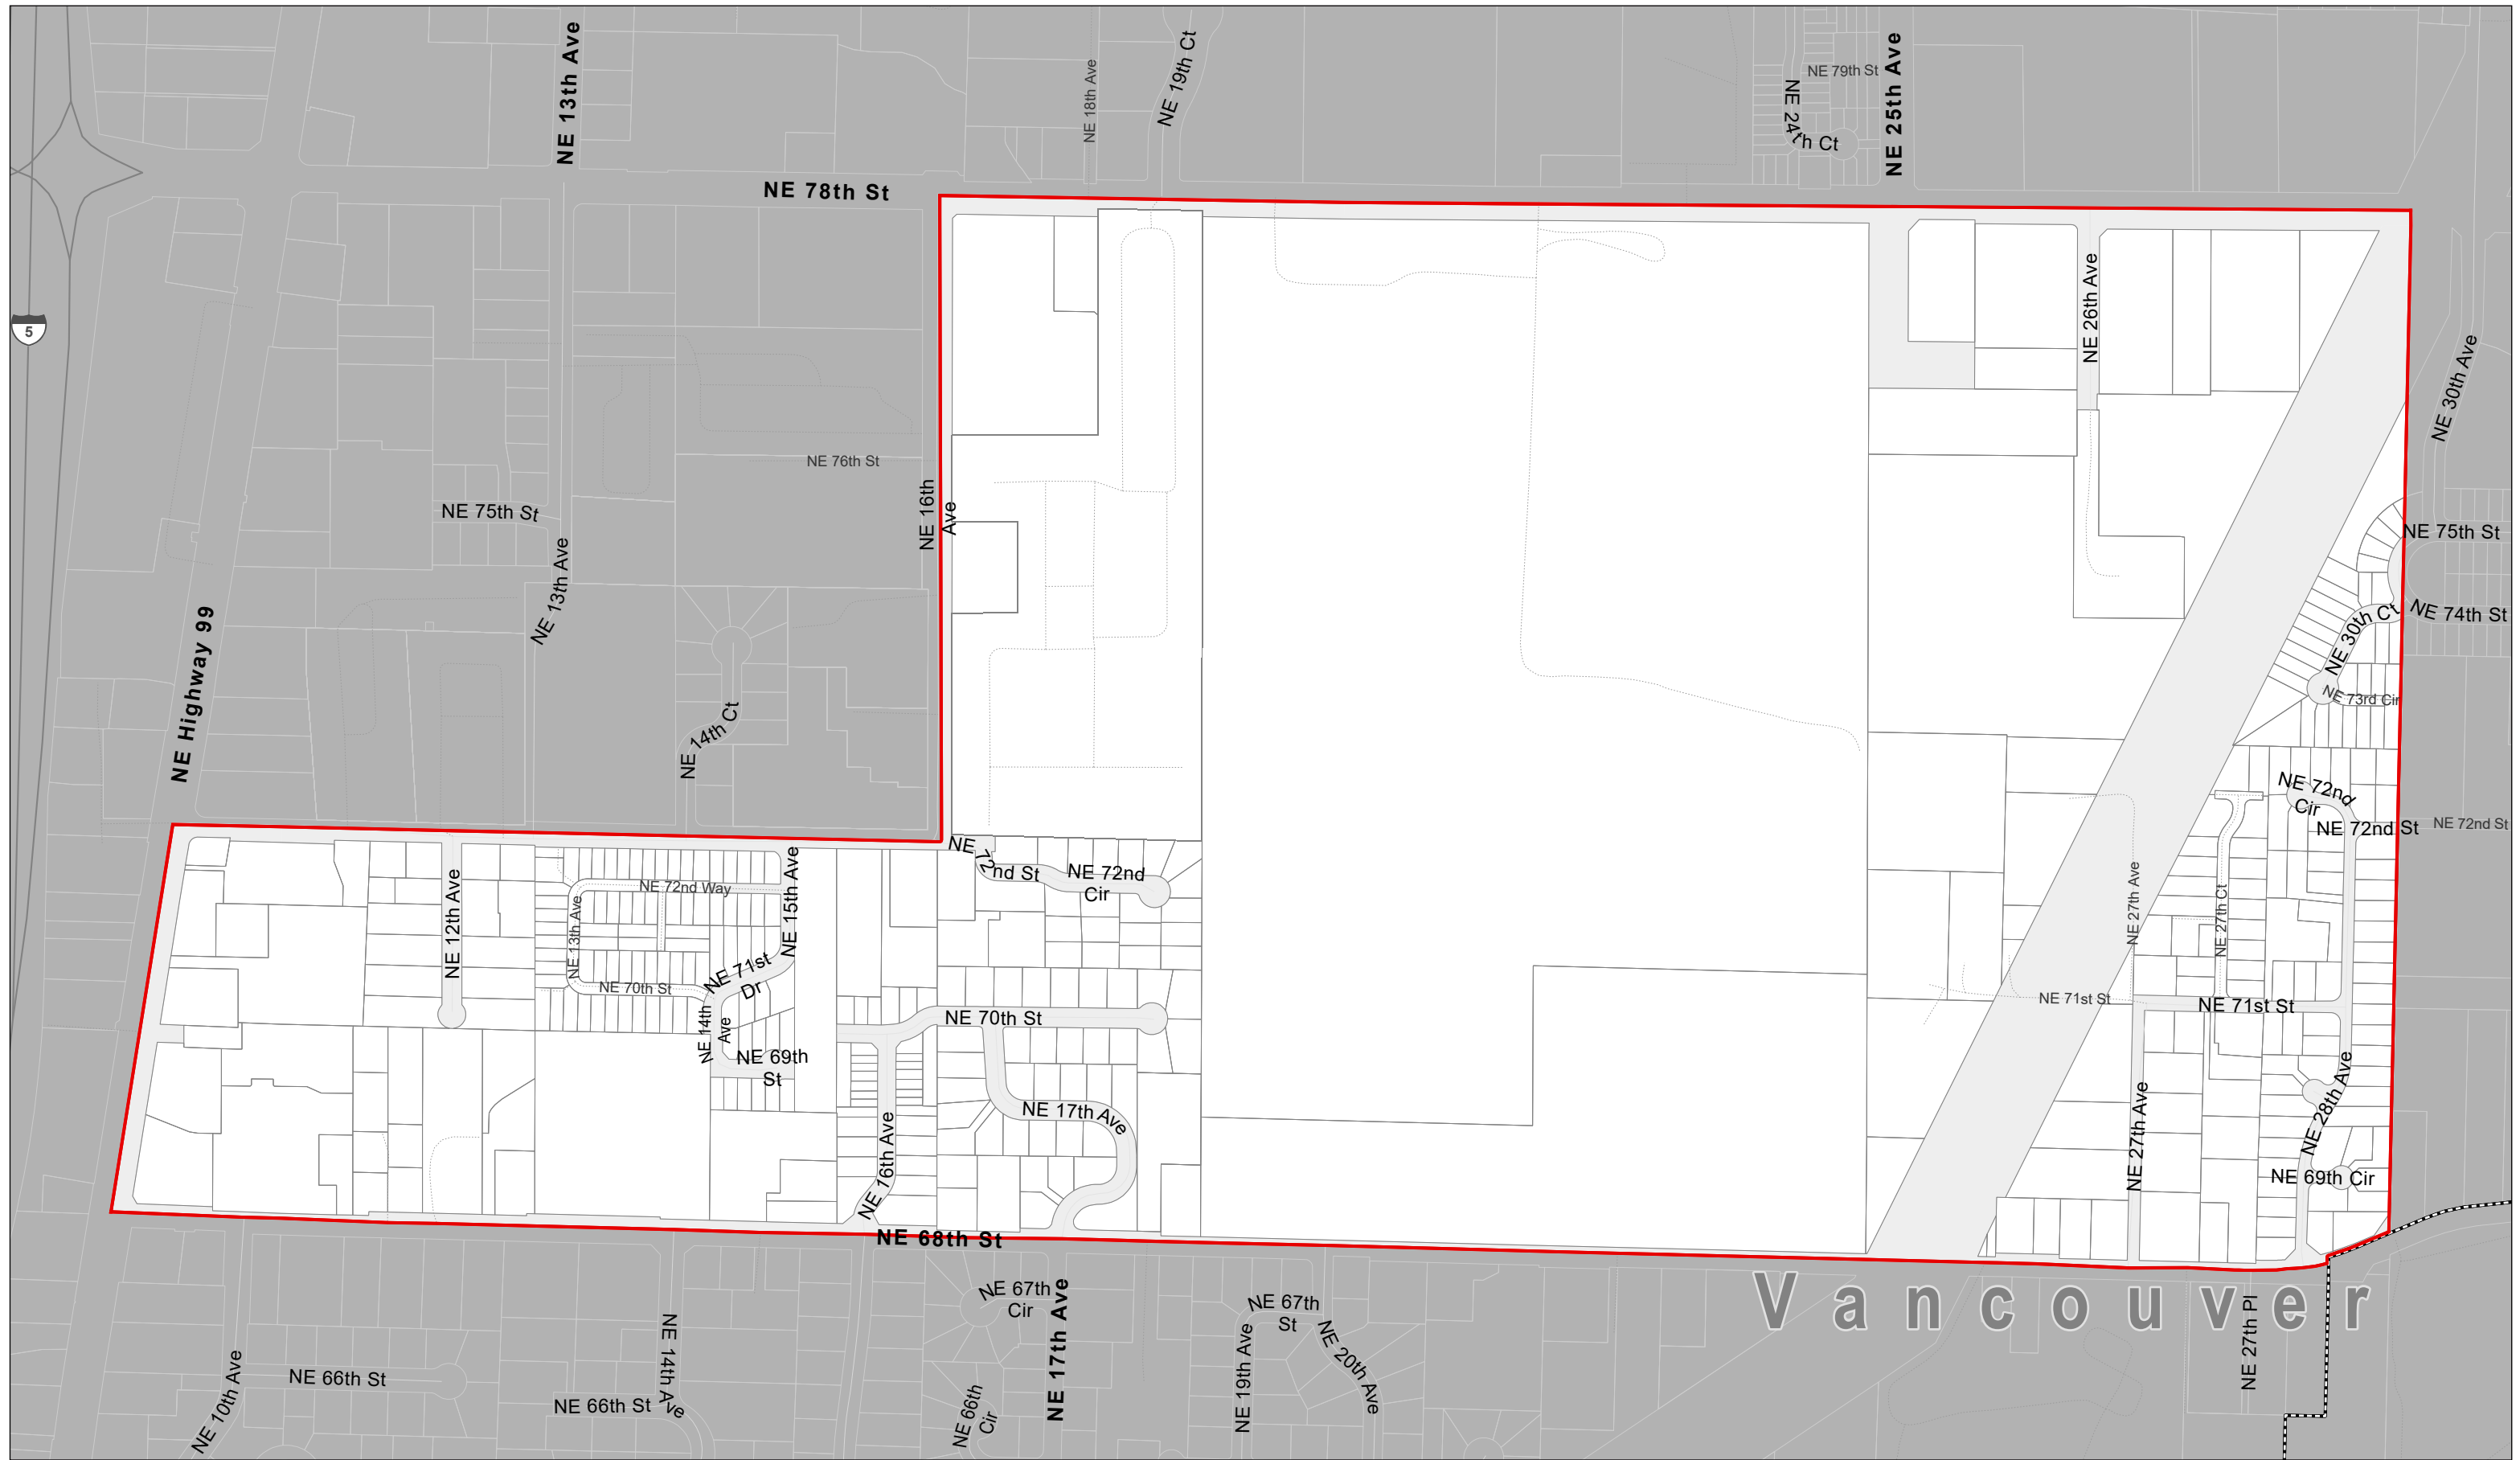 NE 13th Ave
NE 18th Ave
NE 19th Ct
NE 79th St
NE 24th Ct
NE 25th Ave
NE 78th St
5
NE 26th Ave
NE 30th Ave
NE 76th St
NE 75th St
NE 16th
Ave
NE 75th St
NE 13th Ave
NE 74th St
NE 30th Ct
NE Highway 99
NE 73rd Cir
NE 14th Ct
NE 72nd
Cir
NE 72nd St
NE 72nd St
NE 72nd St
NE 72nd
Cir
NE 72nd Way
NE 15th Ave
NE 12th Ave
NE 13th Ave
NE 27th Ave
NE 27th Ct
NE 71st
Dr
NE 70th St
NE 71st St
NE 71st St
NE 70th St
NE 14th
Ave
NE 69th
St
NE 17th Ave
NE 16th Ave
NE 27th Ave
NE 28th Ave
NE 69th Cir
NE 68th St
NE 67th
Cir
NE 17th Ave
NE 67th
St
Vancouver
NE 27th Pl
NE 14th Ave
NE 19th Ave
NE 20th Ave
NE 10th Ave
NE 66th St
NE 66th St
NE 66th
Cir